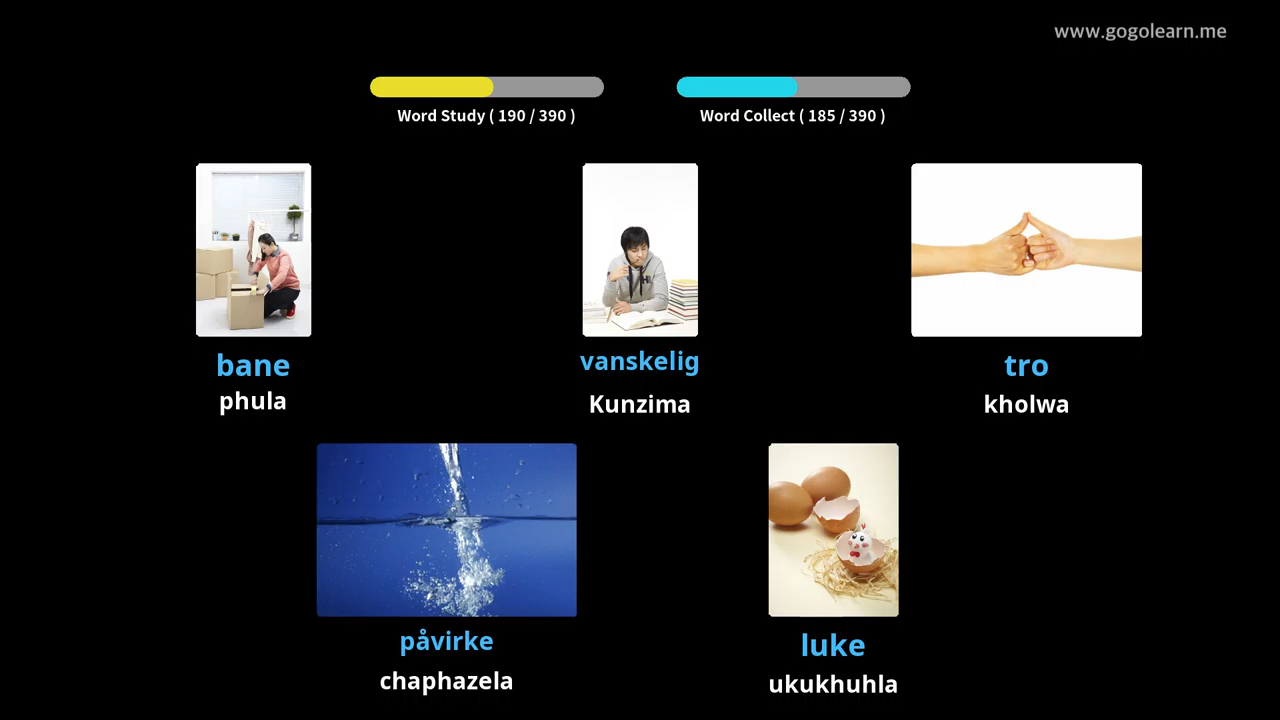 www.gogolearn.me
Word Study ( 190 / 390 )
Word Collect ( 185 / 390 )
bane
phula
vanskelig
Kunzima
tro
kholwa
påvirke
chaphazela
luke
ukukhuhla